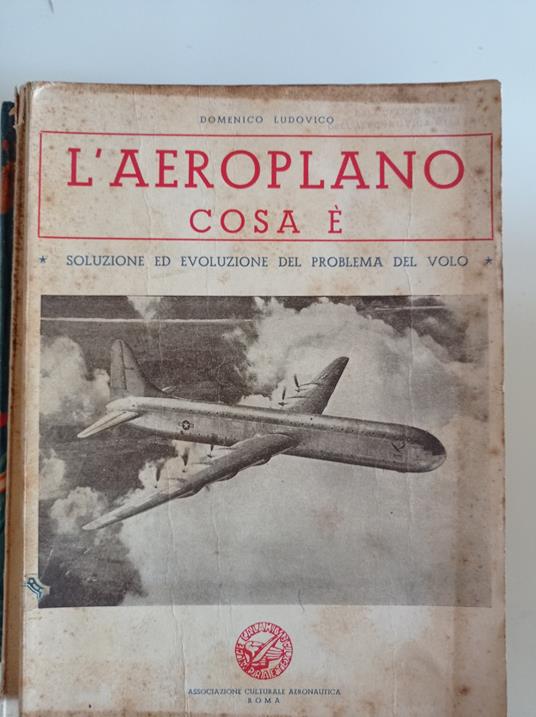 DOMENICO LUDOVICO
L'AEROPLANO
COSA È
* SOLUZIONE ED EVOLUZIONE DEL PROBLEMA DEL VOLO *
ASSOCIAZIONE CULTURALE AERONAUTICA
ROMA